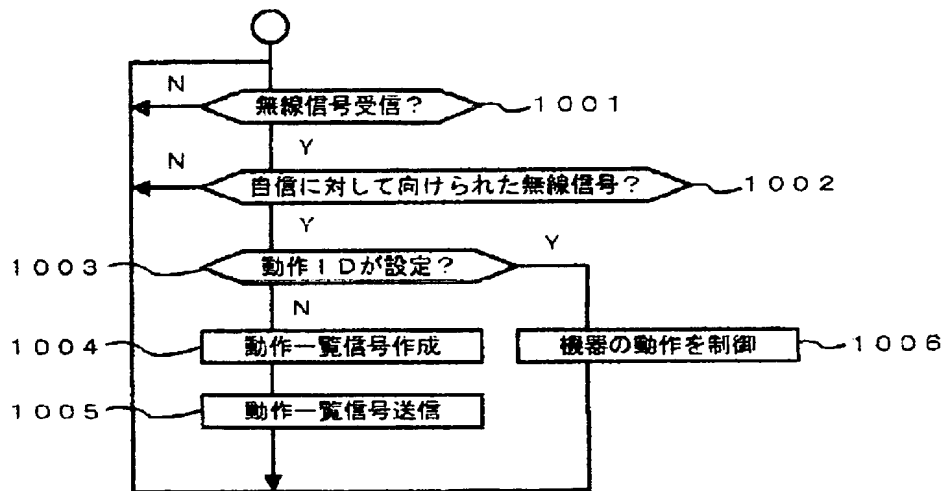 N
無線信号受信？
1001
Y
N
自信に対して向けられた無線信号？
1002
Y
Y
1003
動作IDが設定？
N
1004
動作一覧信号作成
機器の動作を制御
1006
1005
動作一覧信号送信